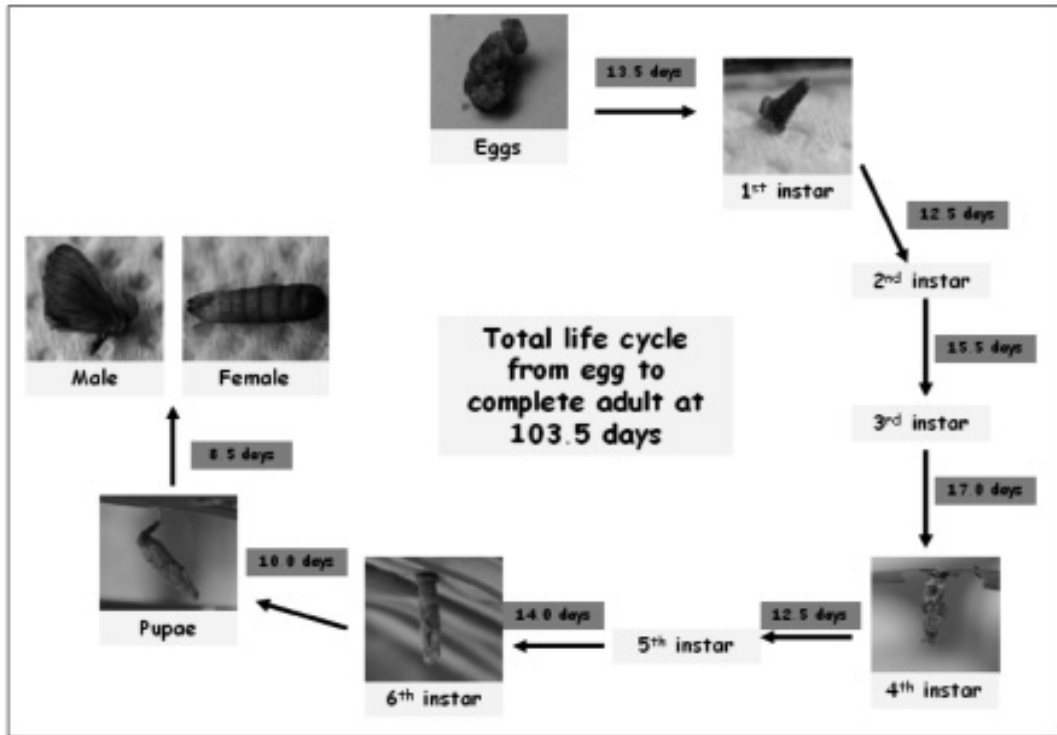 Eggs
13.5 days
1st instar
12.5 days
2nd instar
15.5 days
3rd instar
17.0 days
4th instar
12.5 days
5th instar
14.0 days
6th instar
10.0 days
Pupae
8.5 days
Male
Female
Total life cycle
from egg to
complete adult at
103.5 days